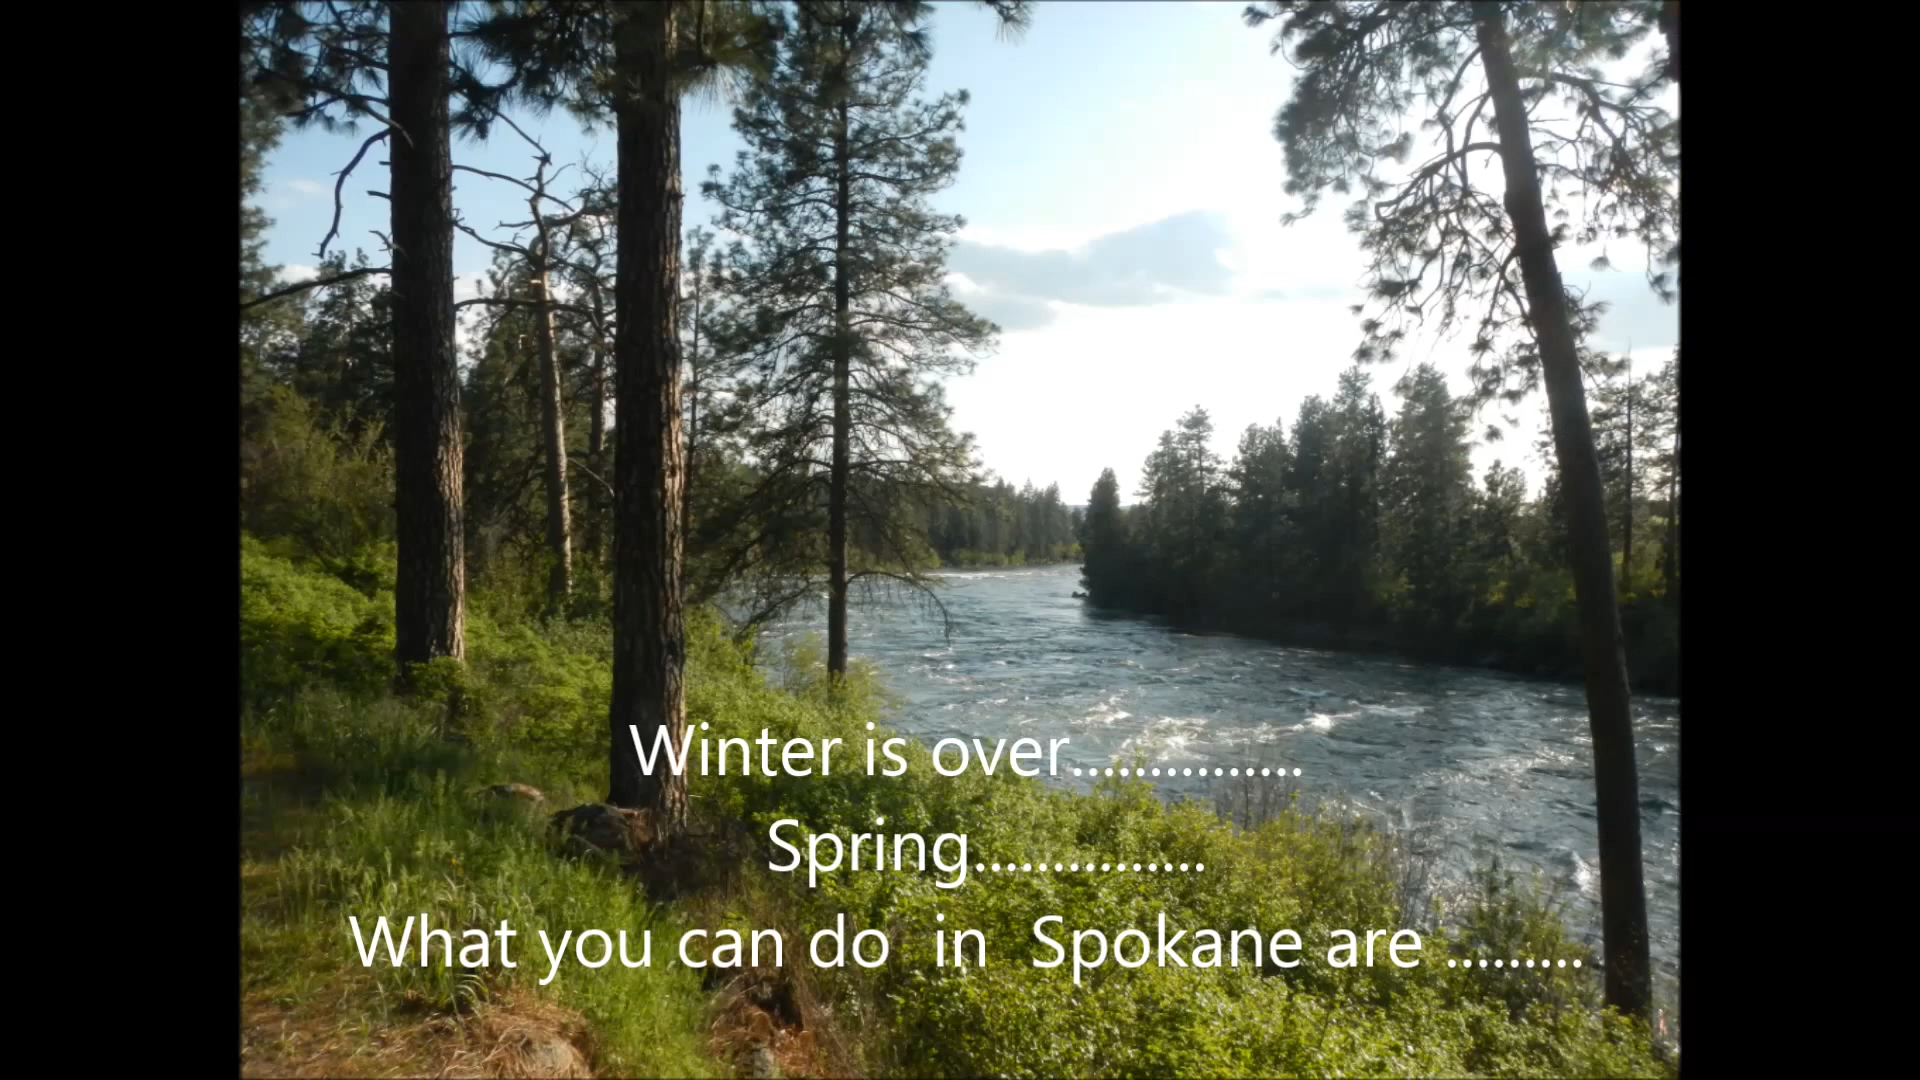 Winter is over...............
Spring...............
What you can do  in  Spokane are .........